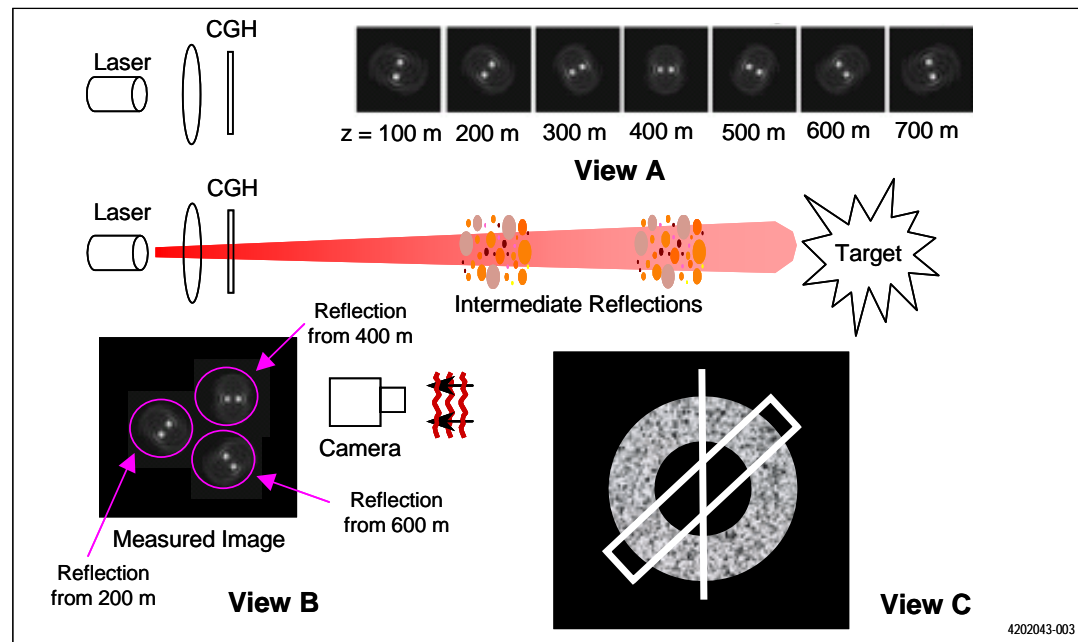 CGH
Laser
z = 100 m 200 m 300 m 400 m 500 m 600 m 700 m
View A
CGH
Laser
Target
Intermediate Reflections
Reflection
from 400 m
Camera
Reflection
from 600 m
Measured Image
Reflection
from 200 m
View B
View C
4202043-003